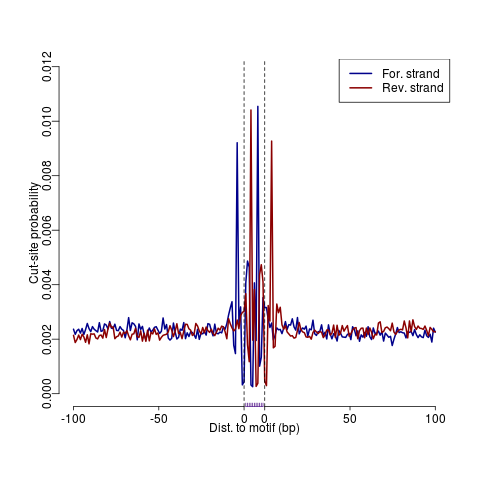 For. strand
Rev. strand
Cut-site probability
0.012
0.010
0.008
0.006
0.004
0.002
0.000
-100 -50 0 0 50 100
Dist. to motif (bp)